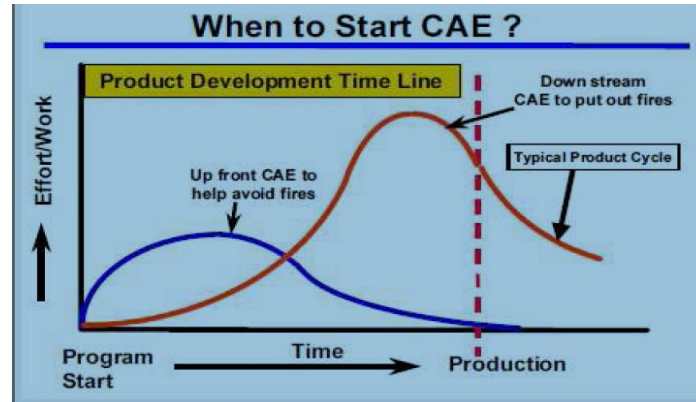 When to Start CAE ?
Product Development Time Line
Down stream
CAE to put out fires
Typical Product Cycle
Up front CAE to
help avoid fires
Effort/Work
Program
Start
Time
Production